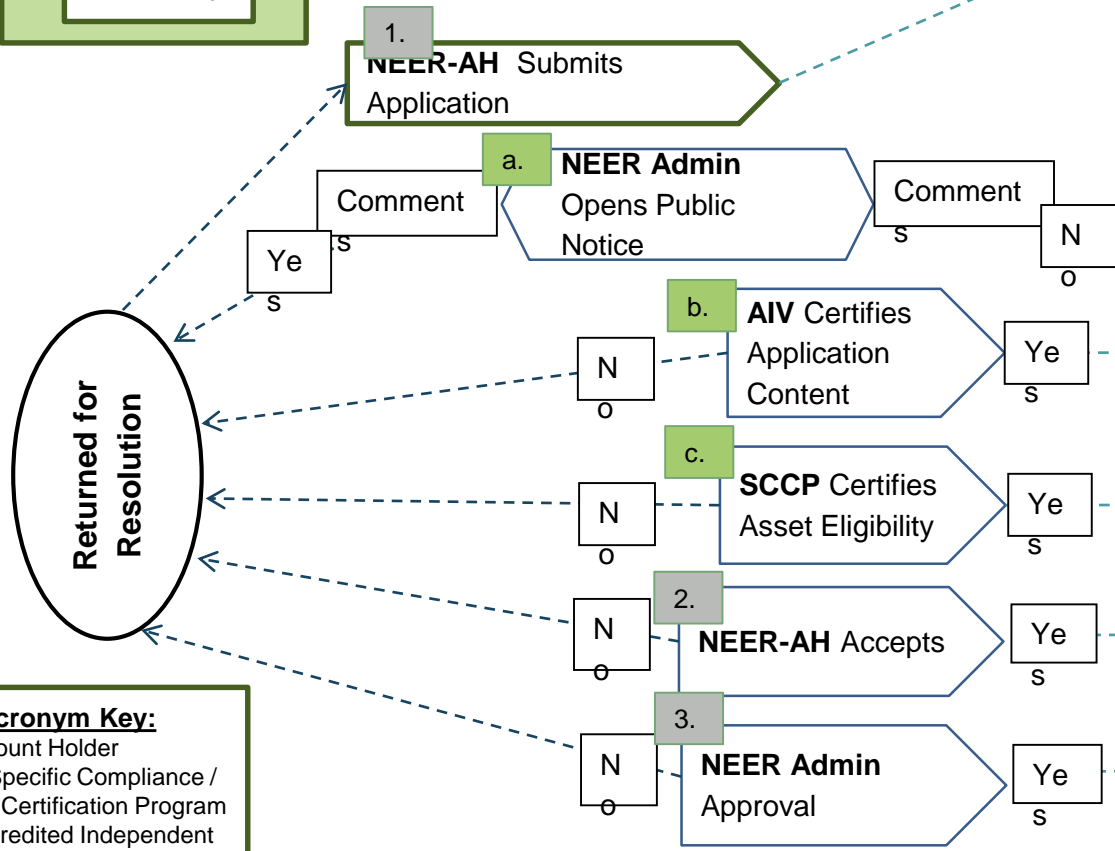 1.
NEER-AH Submits
Application
a.
NEER Admin
Opens Public
Notice
Comment
s
Ye
s
Comment
s
N
o
b.
AIV Certifies
Application
Content
N
o
Ye
s
c.
SCCP Certifies
Asset Eligibility
N
o
Ye
s
2.
NEER-AH Accepts
N
o
Ye
s
3.
NEER Admin
Approval
N
o
Ye
s
Returned for
Resolution
cronym Key:
ount Holder
pecific Compliance /
Certification Program
redited Independent